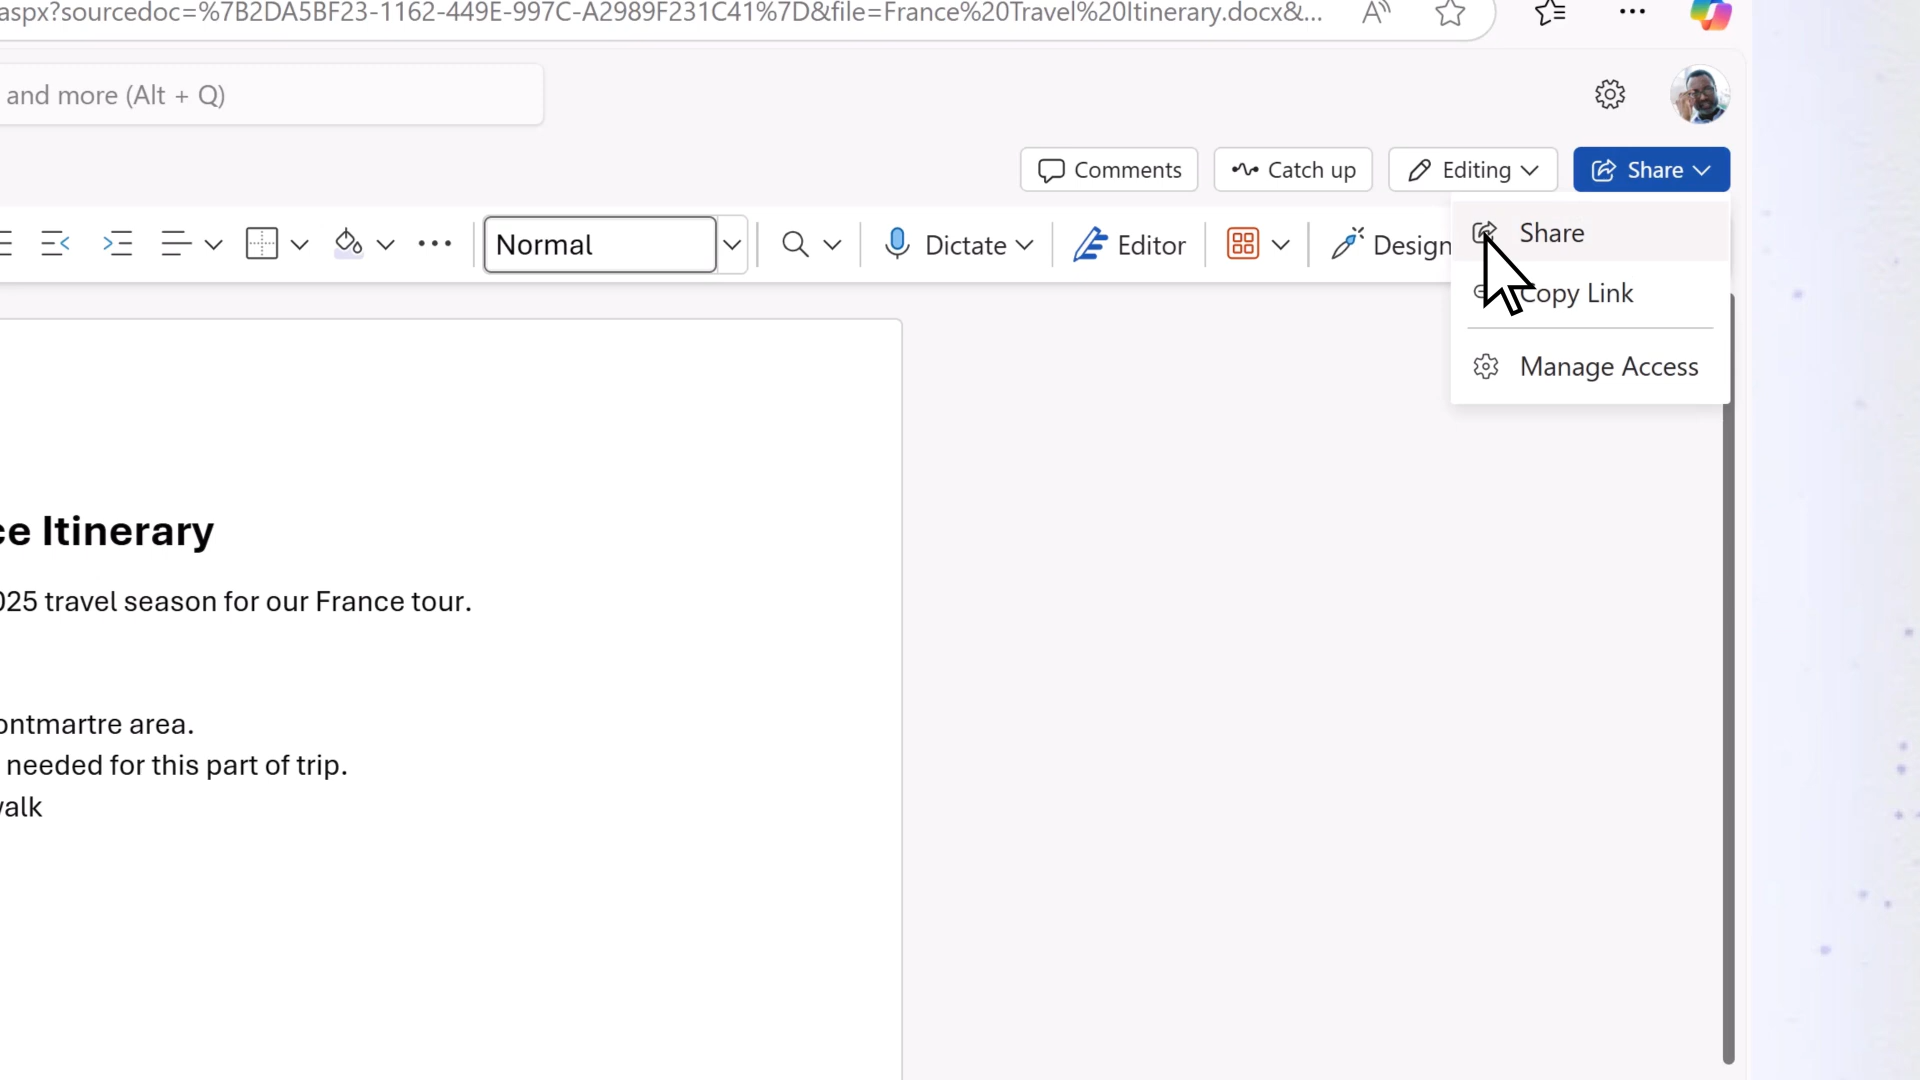 aspx?sourcedoc=%7B2DA5BF23-1162-449E-997C-A2989F231C41%7D&file=France%20Travel%20Itinerary.docx&...
and more (Alt + Q)
Comments
Catch up
Editing
Share
Normal
Dictate
Editor
Design
Share
Copy Link
Manage Access
ce Itinerary
025 travel season for our France tour.
ontmartre area.
needed for this part of trip.
walk